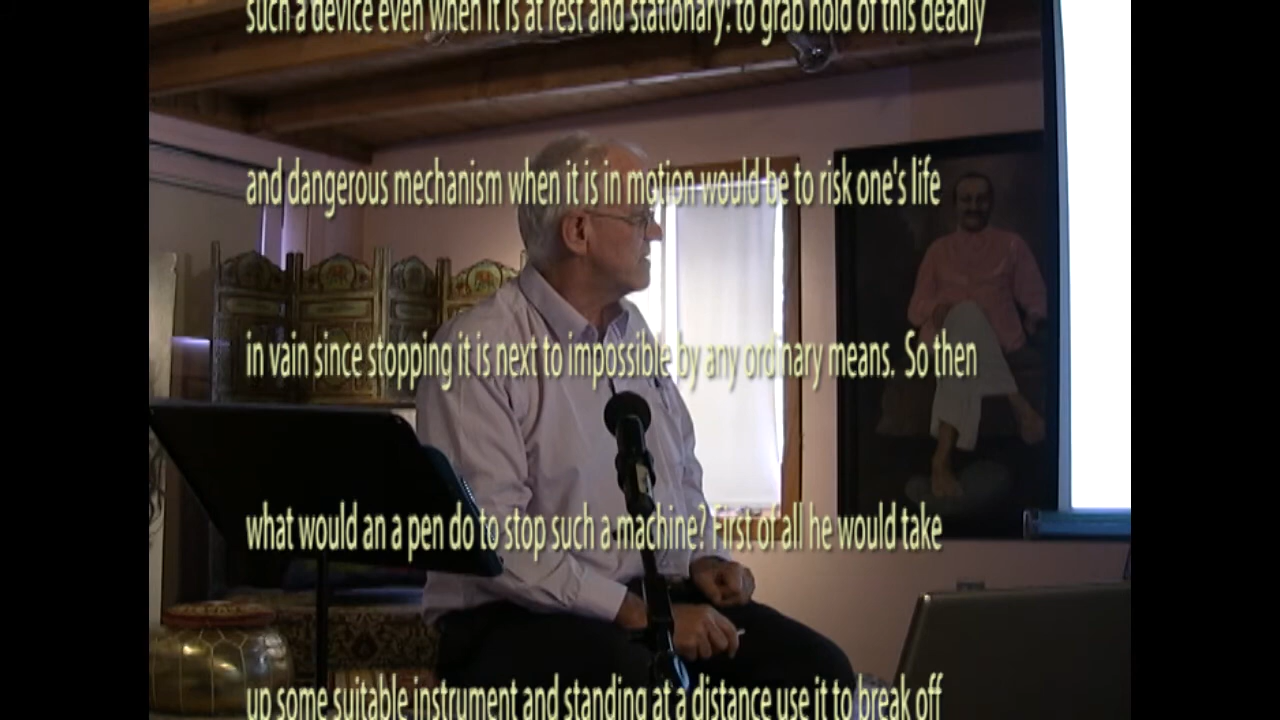 such a device even when it is at rest and stationary: to grab hold of this deadly
and dangerous mechanism when it is in motion would be to risk one's life
in vain since stopping it is next to impossible by any ordinary means. So then
what would an a pen do to stop such a machine? First of all he would take
up some suitable instrument and standing at a distance use it to break off